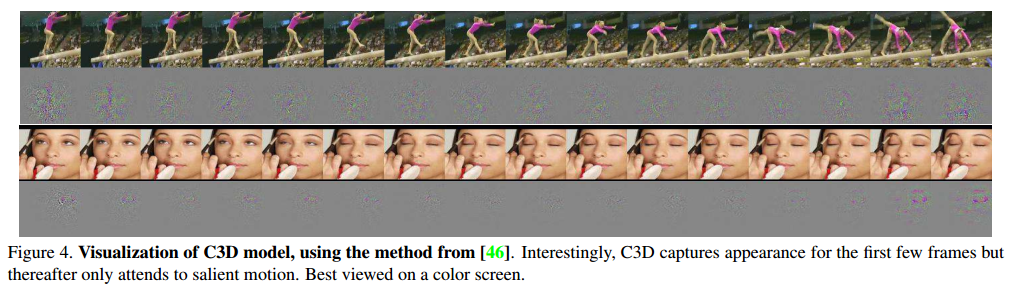 Figure 4. Visualization of C3D model, using the method from [46]. Interestingly, C3D captures appearance for the first few frames but
thereafter only attends to salient motion. Best viewed on a color screen.